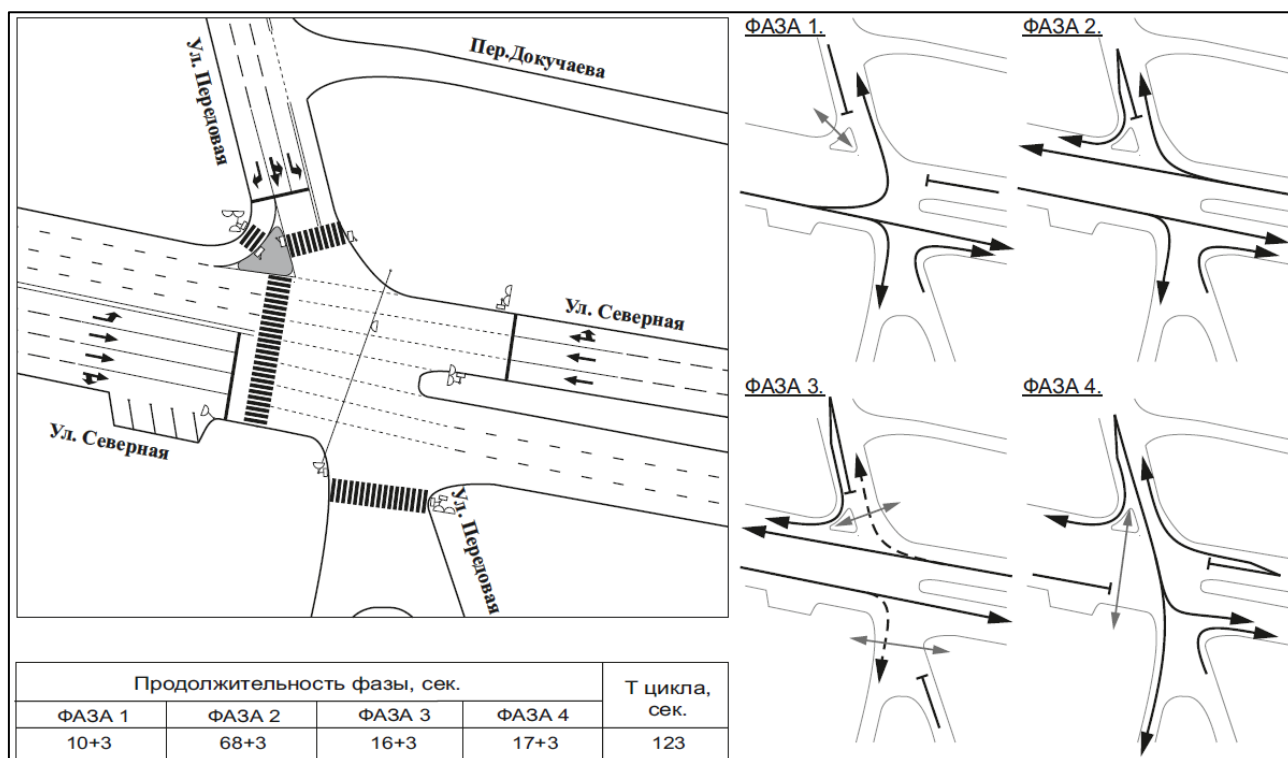 Ул. Передовая
Пер.Докучаева
Ул. Северная
Ул. Северная
Ул. Передовая
ФАЗА 1.
ФАЗА 2.
ФАЗА 3.
ФАЗА 4.
Продолжительность фазы, сек.
Т цикла, сек.
ФАЗА 1 ФАЗА 2 ФАЗА 3 ФАЗА 4
10+3 68+3 16+3 17+3 123